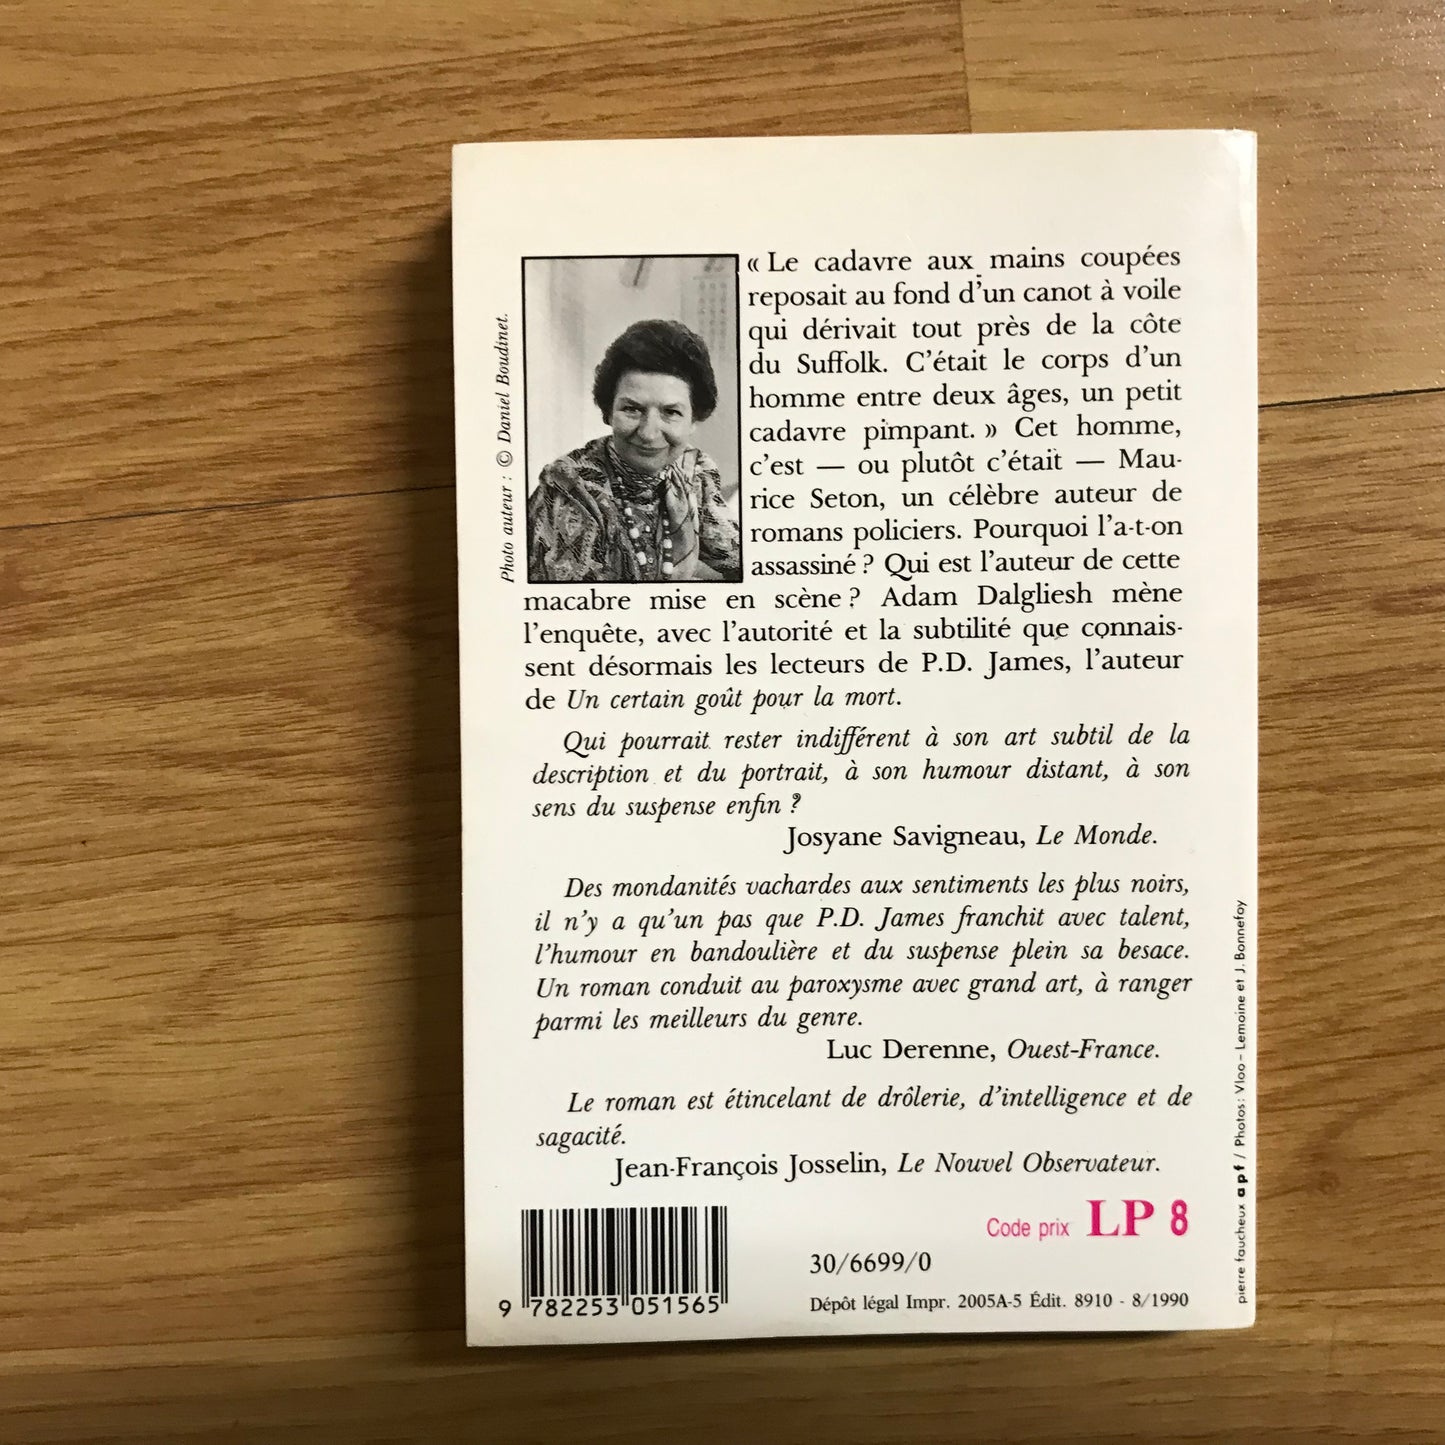 Photo auteur : © Daniel Boudinet.
« Le cadavre aux mains coupées
reposait au fond d'un canot à voile
qui dérivait tout près de la côte
du Suffolk. C'était le corps d'un
homme entre deux âges, un petit
cadavre pimpant. » Cet homme,
c'est — ou plutôt c'était — Mau-
rice Seton, un célèbre auteur de
romans policiers. Pourquoi l'a-t-on
assassiné ? Qui est l'auteur de cette
macabre mise en scène ? Adam Dalgliesh mène
l'enquête, avec l'autorité et la subtilité que connais-
sent désormais les lecteurs de P.D. James, l'auteur
de Un certain goût pour la mort.
Qui pourrait rester indifférent à son art subtil de la
description et du portrait, à son humour distant, à son
sens du suspense enfin ?
Josyane Savigneau, Le Monde.
Des mondanités vachardes aux sentiments les plus noirs,
il n'y a qu'un pas que P.D. James franchit avec talent,
l'humour en bandoulière et du suspense plein sa besace.
Un roman conduit au paroxysme avec grand art, à ranger
parmi les meilleurs du genre.
Luc Derenne, Ouest-France.
Le roman est étincelant de drôlerie, d'intelligence et de
sagacité.
Jean-François Josselin, Le Nouvel Observateur.
Code prix LP 8
30/6699/0
9 782253 051565
Dépôt légal Impr. 2005A-5 Édit. 8910 - 8/1990
pierre faucheux apf / Photos: Vloo - Lemoine et J. Bonnefoy